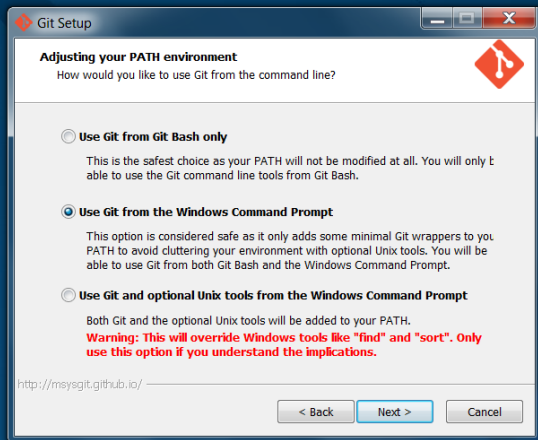 Git Setup
Adjusting your PATH environment
How would you like to use Git from the command line?
Use Git from Git Bash only
This is the safest choice as your PATH will not be modified at all. You will only b
able to use the Git command line tools from Git Bash.
Use Git from the Windows Command Prompt
This option is considered safe as it only adds some minimal Git wrappers to you
PATH to avoid cluttering your environment with optional Unix tools. You will be
able to use Git from both Git Bash and the Windows Command Prompt.
Use Git and optional Unix tools from the Windows Command Prompt
Both Git and the optional Unix tools will be added to your PATH.
Warning: This will override Windows tools like "find" and "sort". Only
use this option if you understand the implications.
http://msysgit.github.io/
< Back Next > Cancel